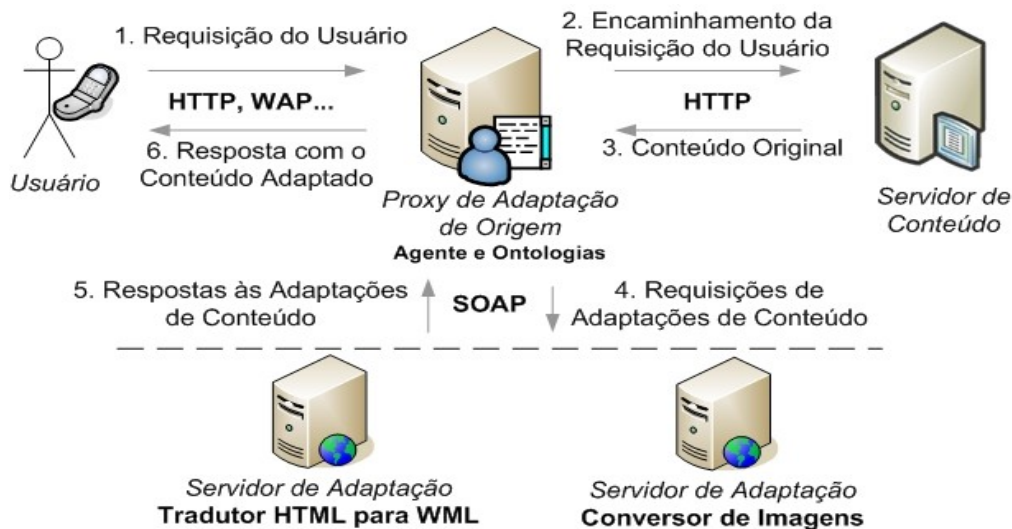 1. Requisição do Usuário
HTTP, WAP...
6. Resposta com o
Conteúdo Adaptado
Usuário
2. Encaminhamento da
Requisição do Usuário
HTTP
3. Conteúdo Original
Proxy de Adaptação
de Origem
Agente e Ontologias
Servidor de
Conteúdo
5. Respostas às Adaptações
de Conteúdo
SOAP
4. Requisições de
Adaptações de Conteúdo
Servidor de Adaptação
Tradutor HTML para WML
Servidor de Adaptação
Conversor de Imagens